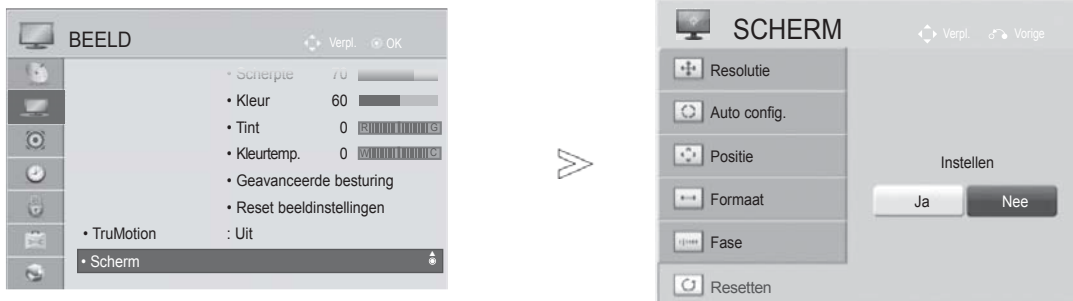 BEELD
Verpl. OK
• Scherpte 70
• Kleur 60
• Tint 0 R G
• Kleurtemp. 0 W C
• Geavanceerde besturing
• Reset beeldinstellingen
• TruMotion : Uit
• Scherm
SCHERM
Verpl. Vorige
Resolutie
Auto config.
Positie
Formaat
Fase
Resetten
Instellen
Ja Nee